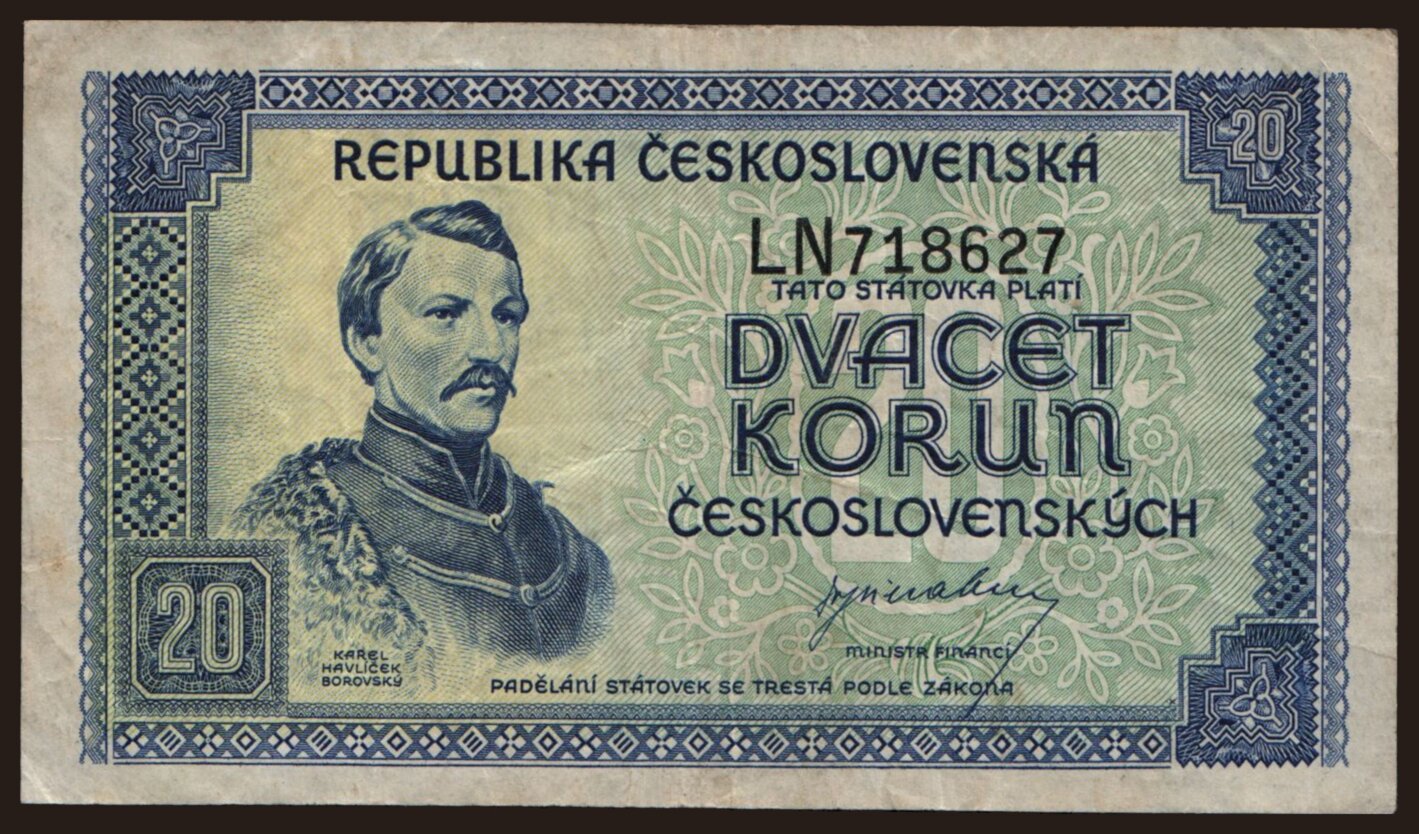 REPUBLIKA ČESKOSLOVENSKÁ
20
LN718627
TATO STÁTOVKA PLATÍ
DVACET
KORUN
ČESKOSLOVENSKÝCH
20
KAREL
HAVLÍČEK
BOROVSKÝ
MINISTR FINANCÍ
PADĚLÁNÍ STÁTOVEK SE TRESTÁ PODLE ZÁKONA